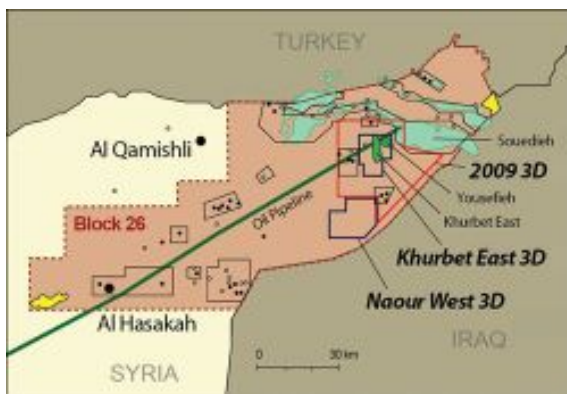 TURKEY
Al Qamishli
Souedieh
2009 3D
Yousefieh
Khurbet East
Block 26
Oil Pipeline
Khurbet East 3D
Naour West 3D
Al Hasakah
IRAQ
0 30 km
SYRIA